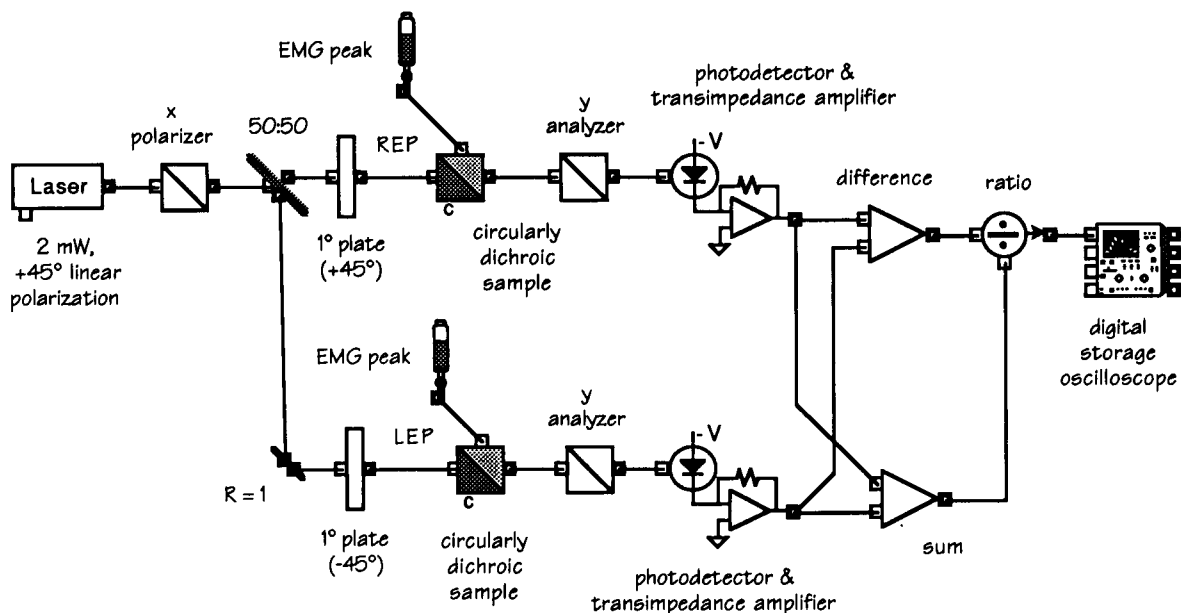 EMG peak
photodetector &
transimpedance amplifier
x
polarizer
50:50
y
analyzer
-V
REP
Laser
difference
ratio
c
2 mW,
+45° linear
polarization
1° plate
(+45°)
circularly
dichroic
sample
digital
storage
oscilloscope
EMG peak
y
analyzer
-V
LEP
R = 1
c
1° plate
(-45°)
circularly
dichroic
sample
sum
photodetector &
transimpedance amplifier